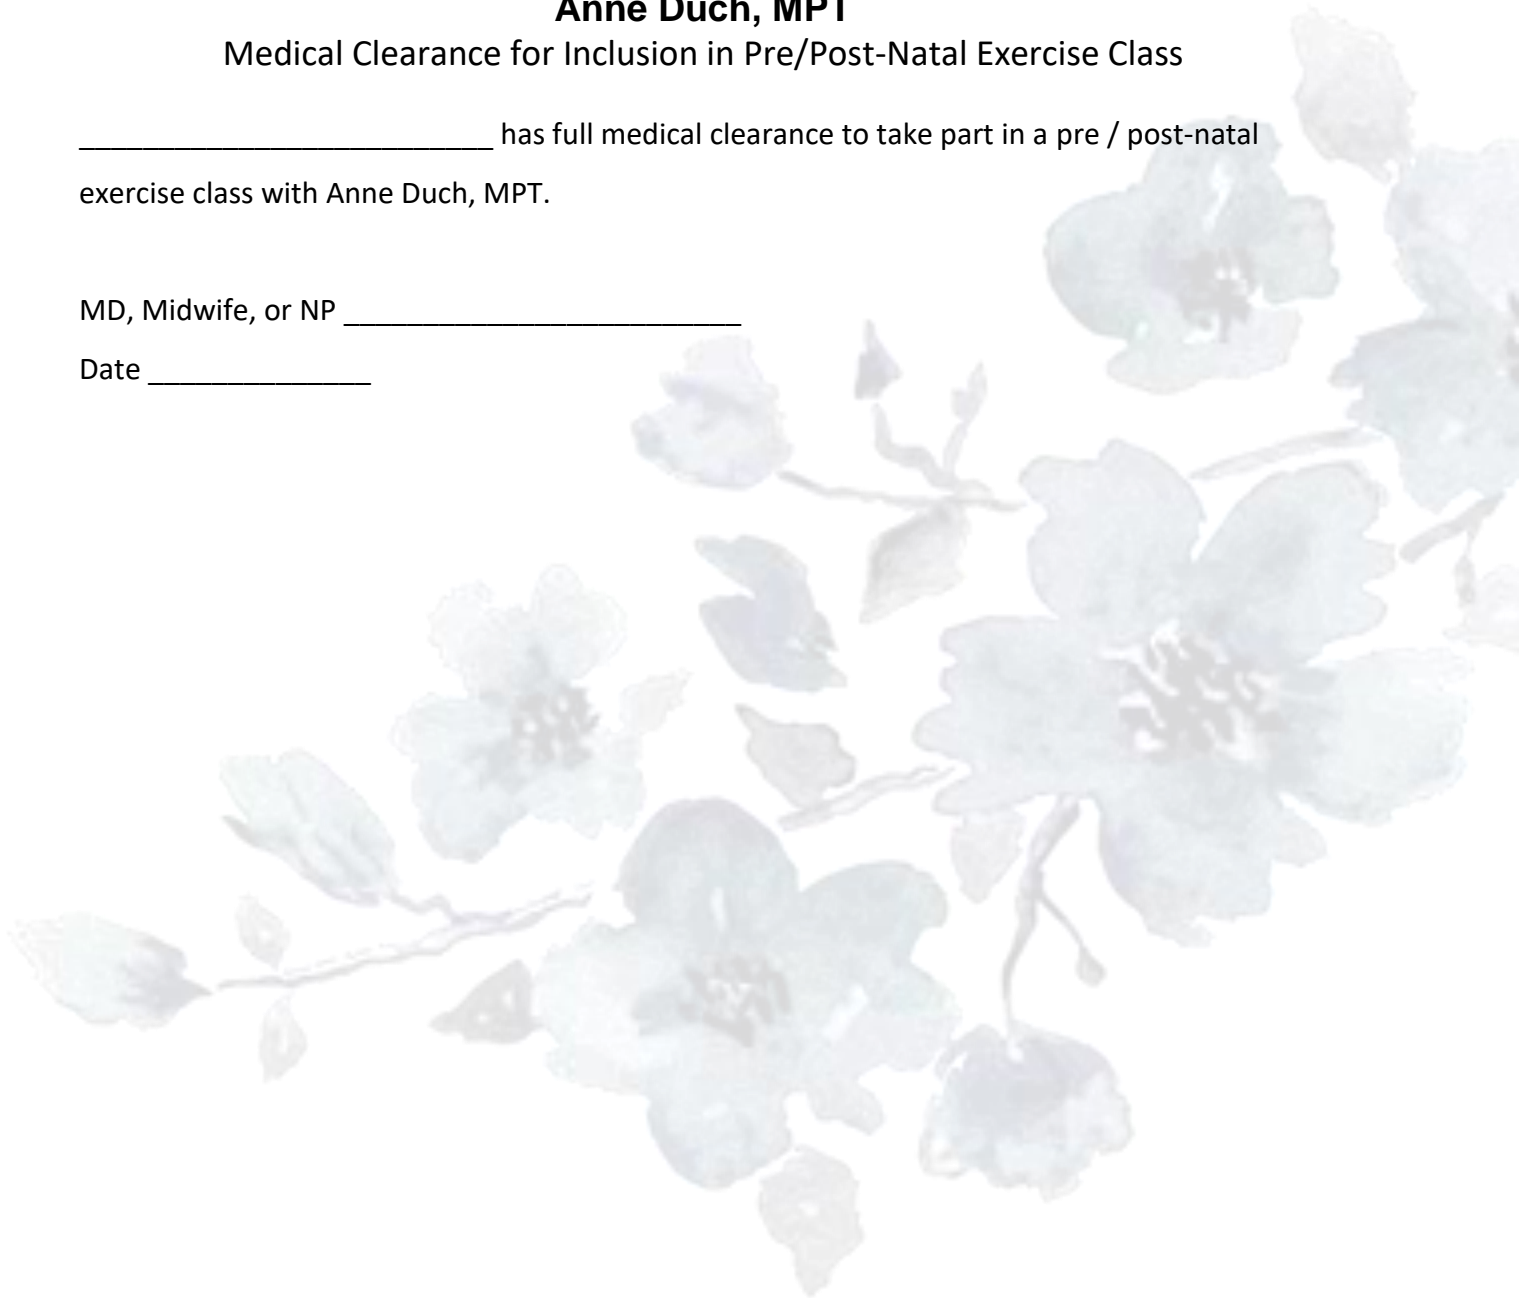 Anne Duch, MPT
Medical Clearance for Inclusion in Pre/Post-Natal Exercise Class
__________________________ has full medical clearance to take part in a pre / post-natal
exercise class with Anne Duch, MPT.
MD, Midwife, or NP _________________________
Date ______________